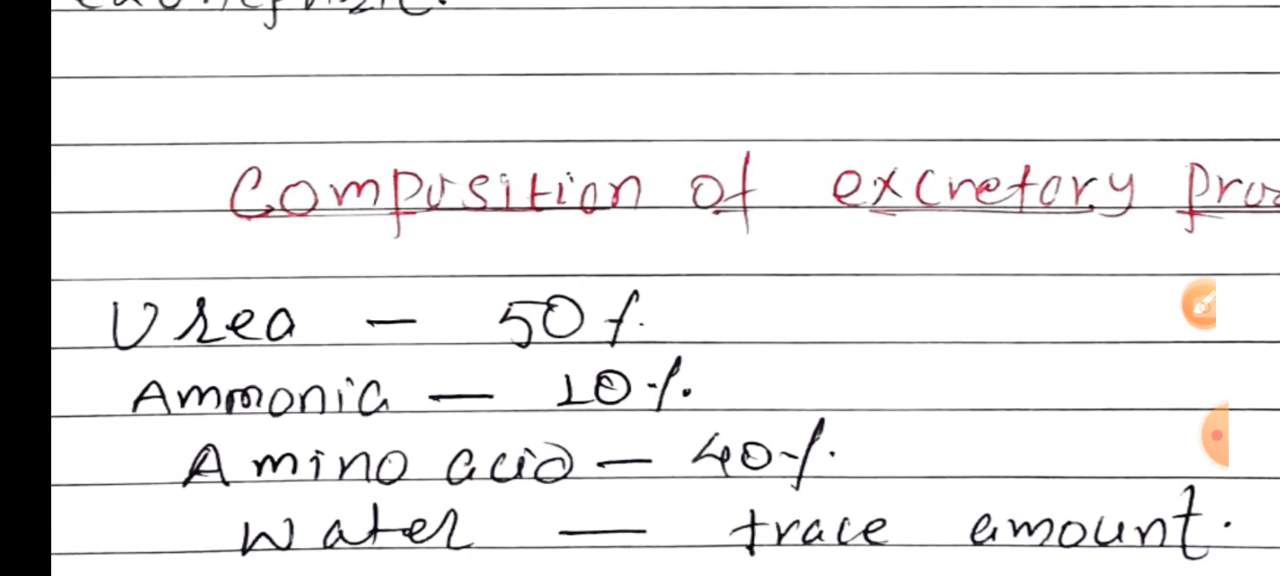 Composition of excretory
Urea - 50%.
Ammonia - 10%.
Amino acid - 40%.
Water - trace amount.